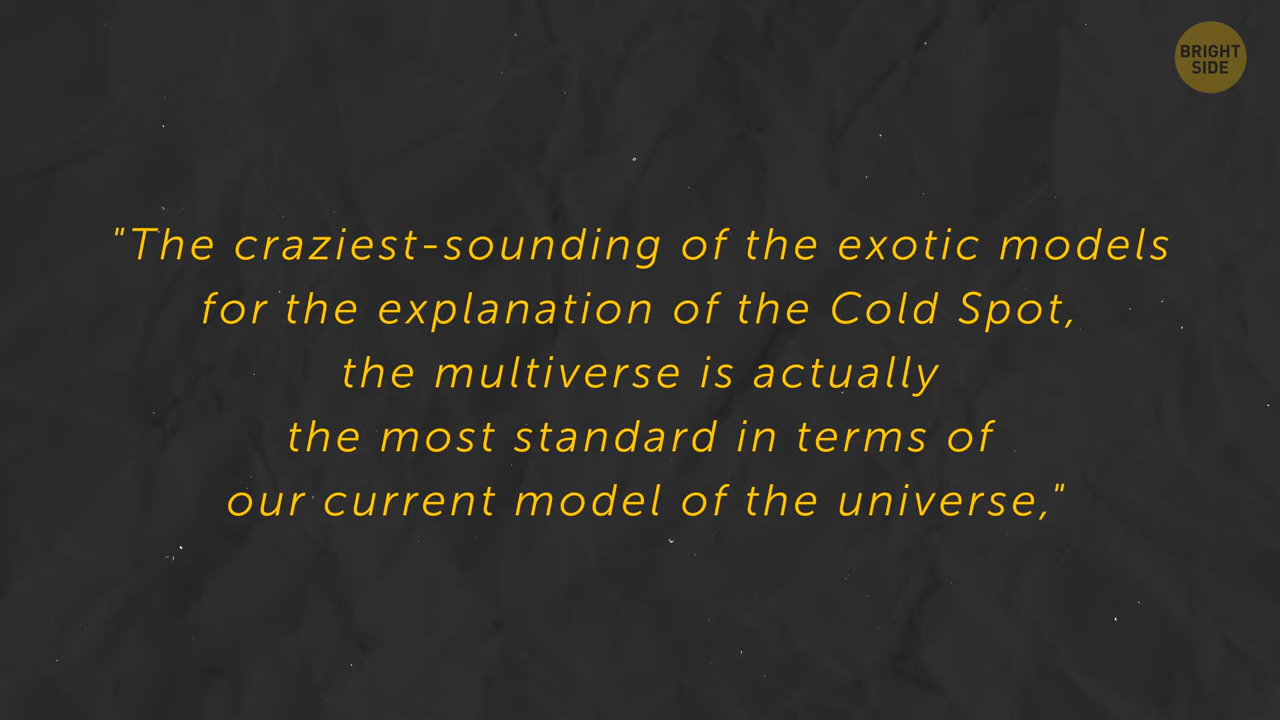 BRIGHT
SIDE
"The craziest-sounding of the exotic models
for the explanation of the Cold Spot,
the multiverse is actually
the most standard in terms of
our current model of the universe,"